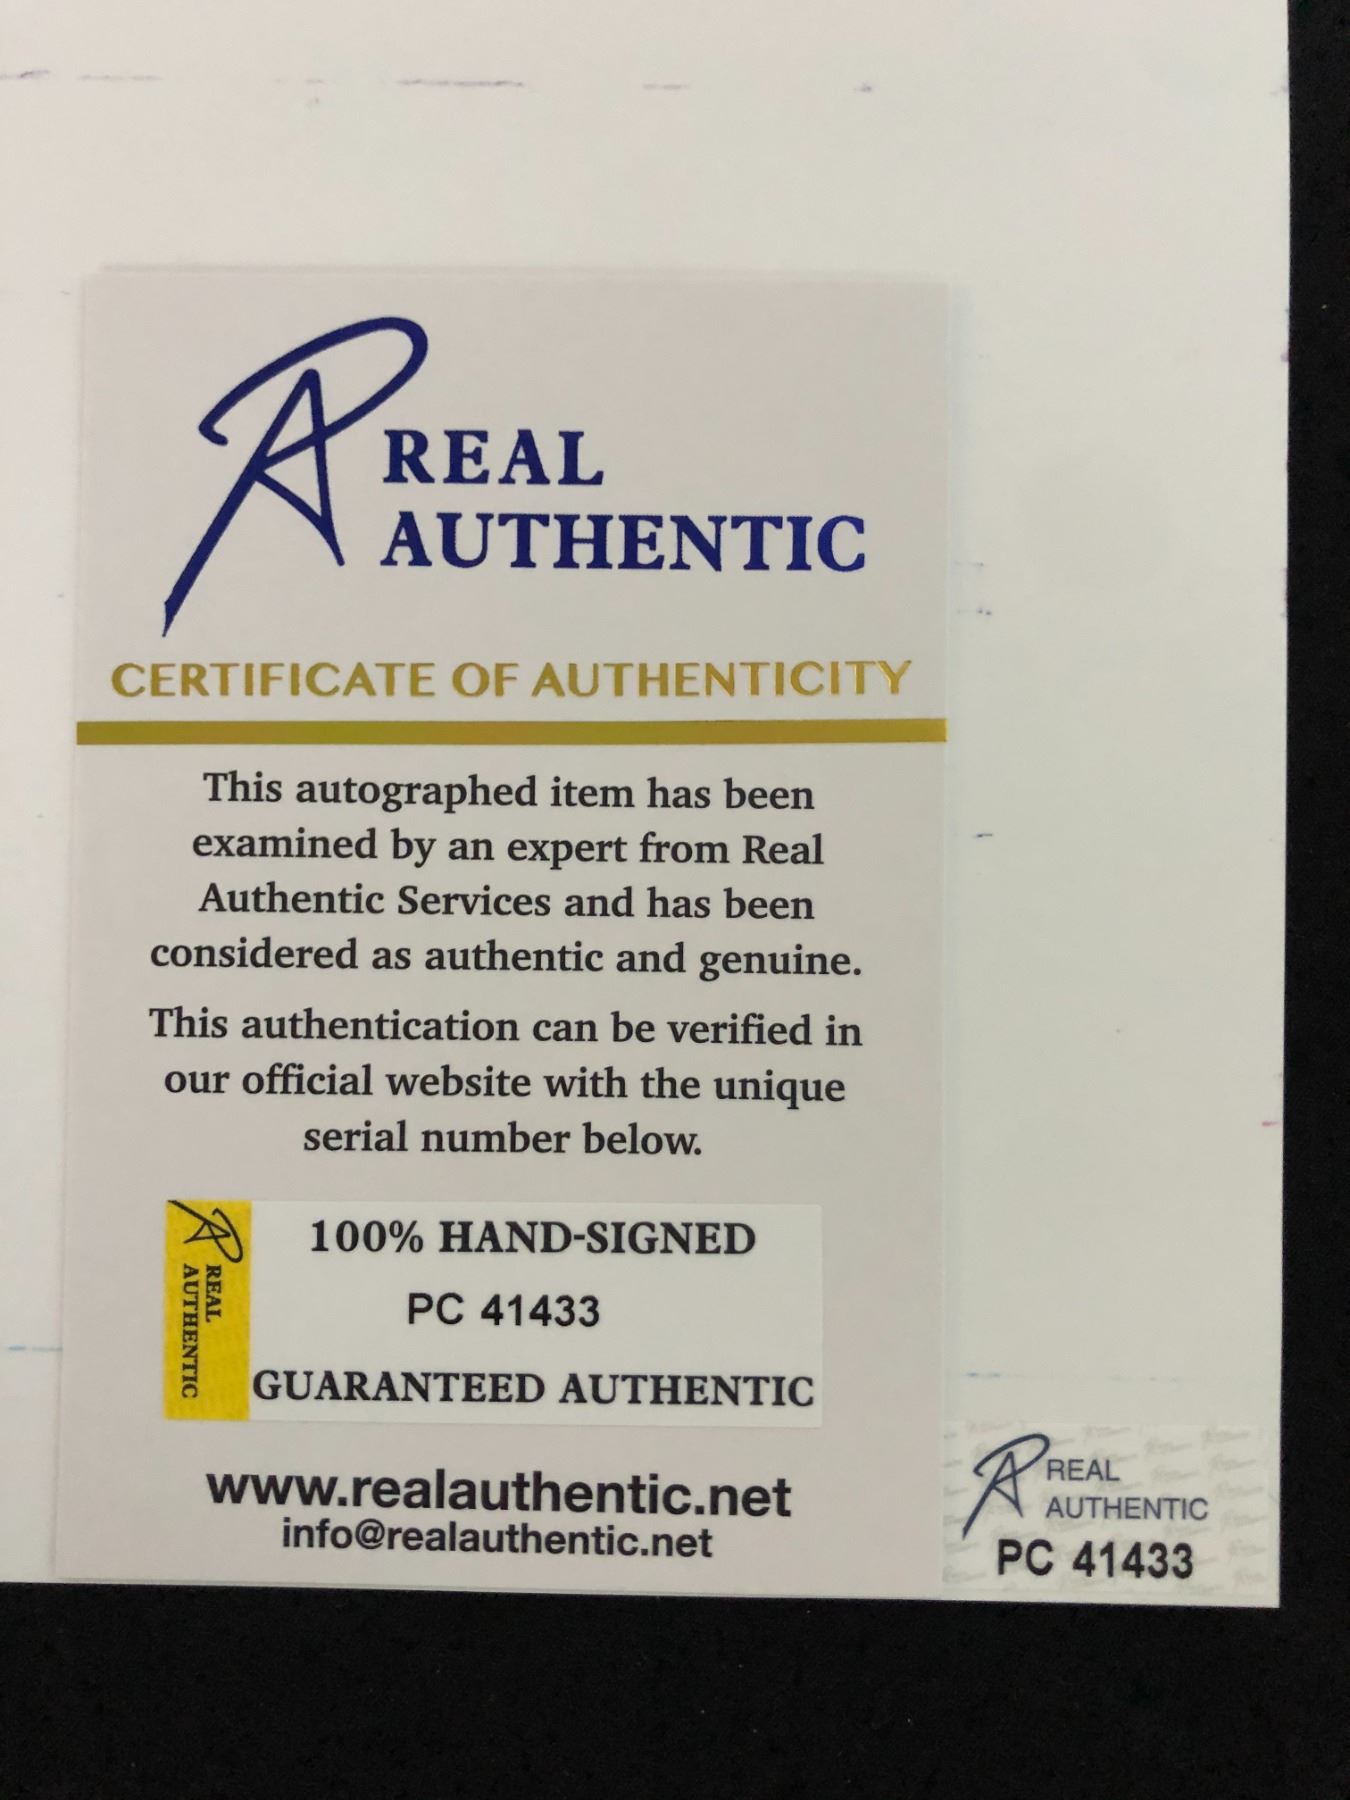 REAL
AUTHENTIC
CERTIFICATE OF AUTHENTICITY
This autographed item has been
examined by an expert from Real
Authentic Services and has been
considered as authentic and genuine.
This authentication can be verified in
our official website with the unique
serial number below.
REAL
AUTHENTIC
100% HAND-SIGNED
PC 41433
GUARANTEED AUTHENTIC
www.realauthentic.net
info@realauthentic.net
REAL
AUTHENTIC
PC 41433